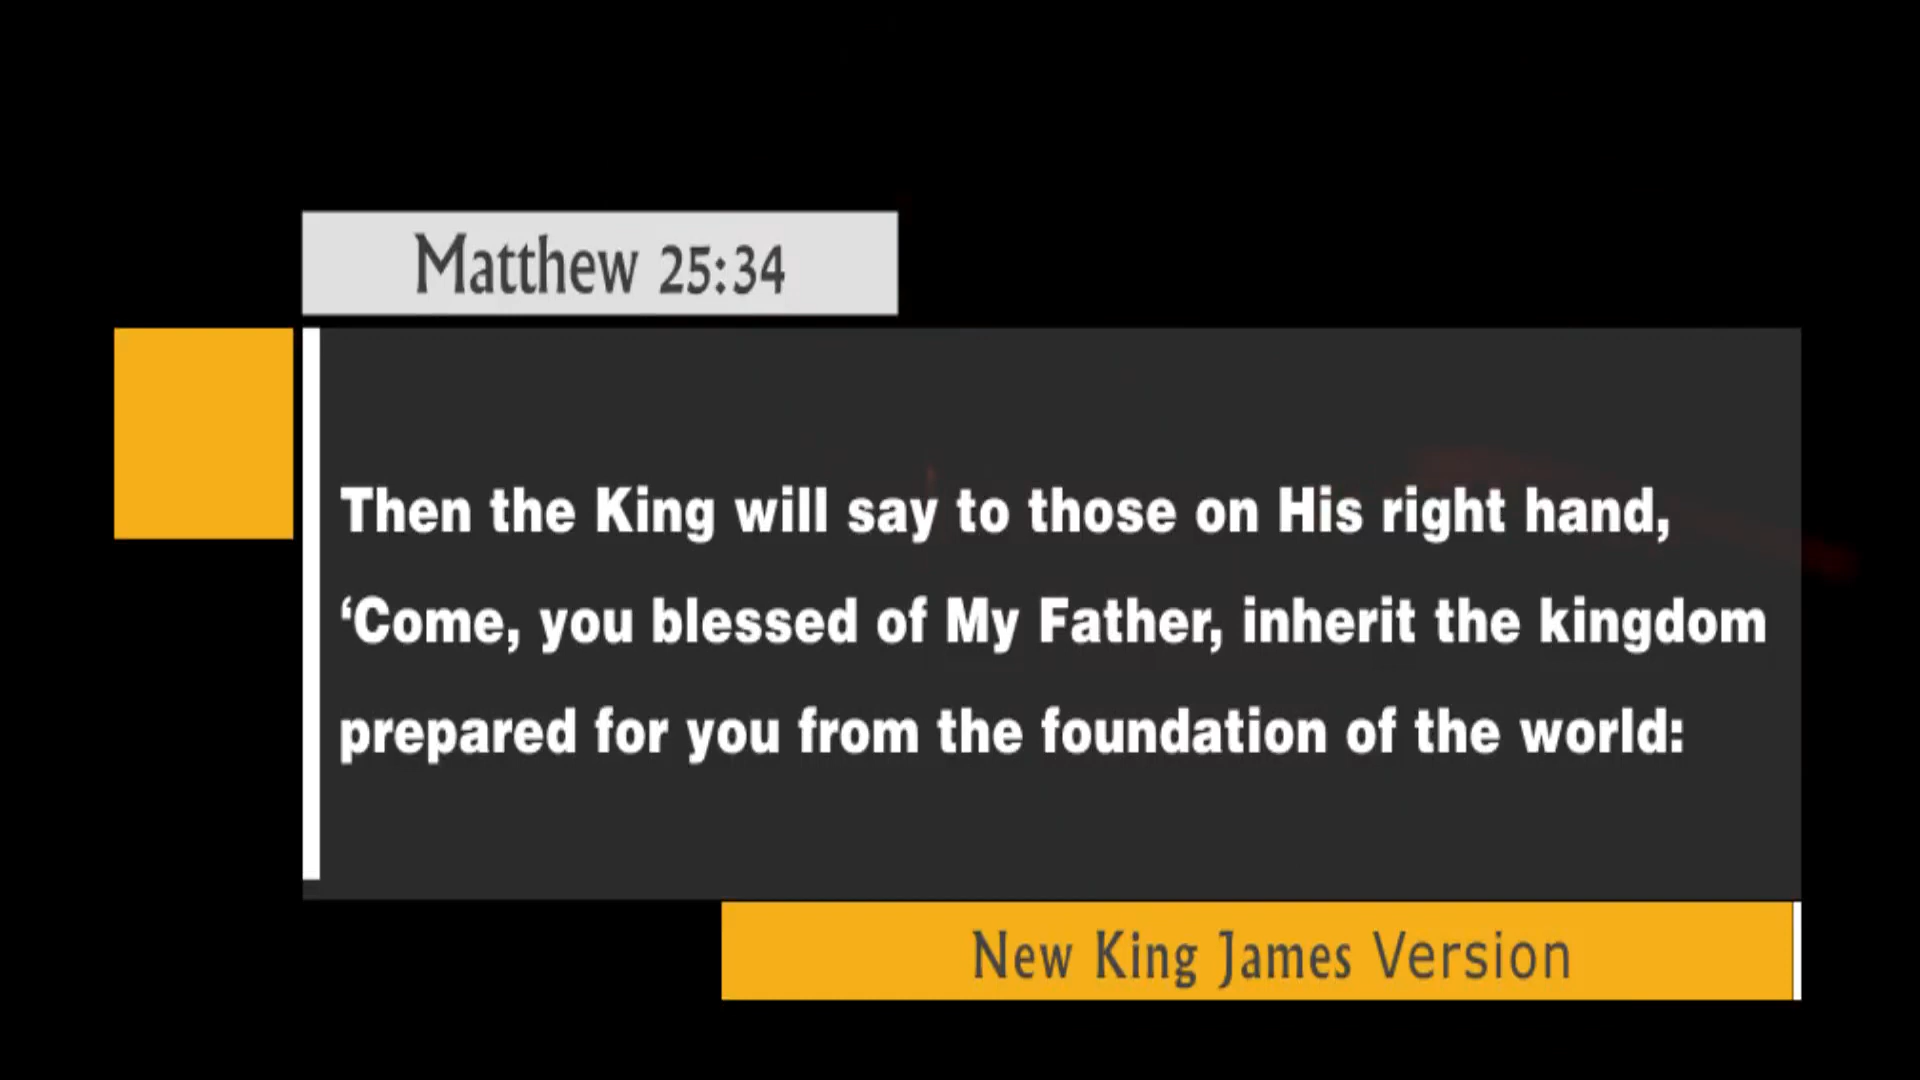 Matthew 25:34
Then the King will say to those on His right hand,
‘Come, you blessed of My Father, inherit the kingdom
prepared for you from the foundation of the world:
New King James Version